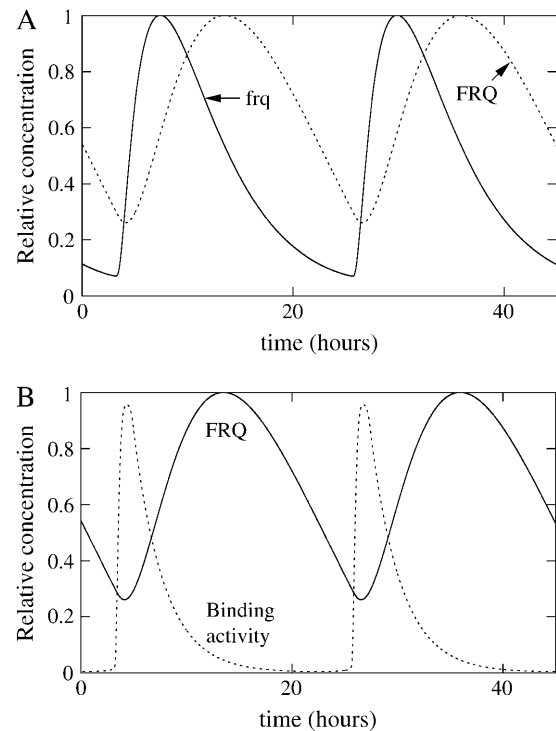 A
1
0.8
0.6
0.4
0.2
0
Relative concentration
frq
FRQ
0
20
40
time (hours)
B
1
0.8
0.6
0.4
0.2
0
Relative concentration
FRQ
Binding
activity
0
20
40
time (hours)